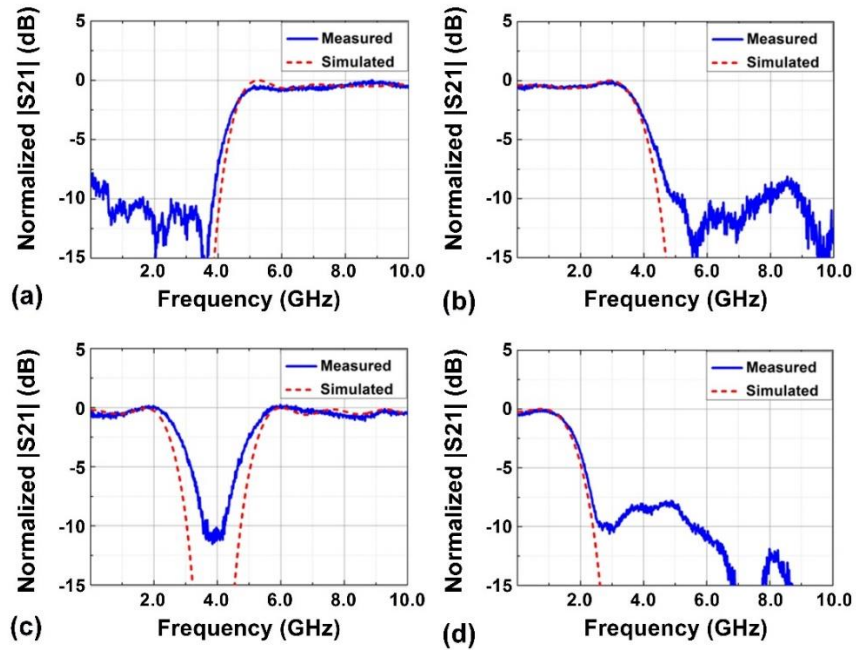 5
Measured
Simulated
0
-5
-10
-15
Normalized |S21| (dB)
2.0 4.0 6.0 8.0 10.0
(a) Frequency (GHz)
5
Measured
Simulated
0
-5
-10
-15
Normalized |S21| (dB)
2.0 4.0 6.0 8.0 10.0
(b) Frequency (GHz)
5
Measured
Simulated
0
-5
-10
-15
Normalized |S21| (dB)
2.0 4.0 6.0 8.0 10.0
(c) Frequency (GHz)
5
Measured
Simulated
0
-5
-10
-15
Normalized |S21| (dB)
2.0 4.0 6.0 8.0 10.0
(d) Frequency (GHz)